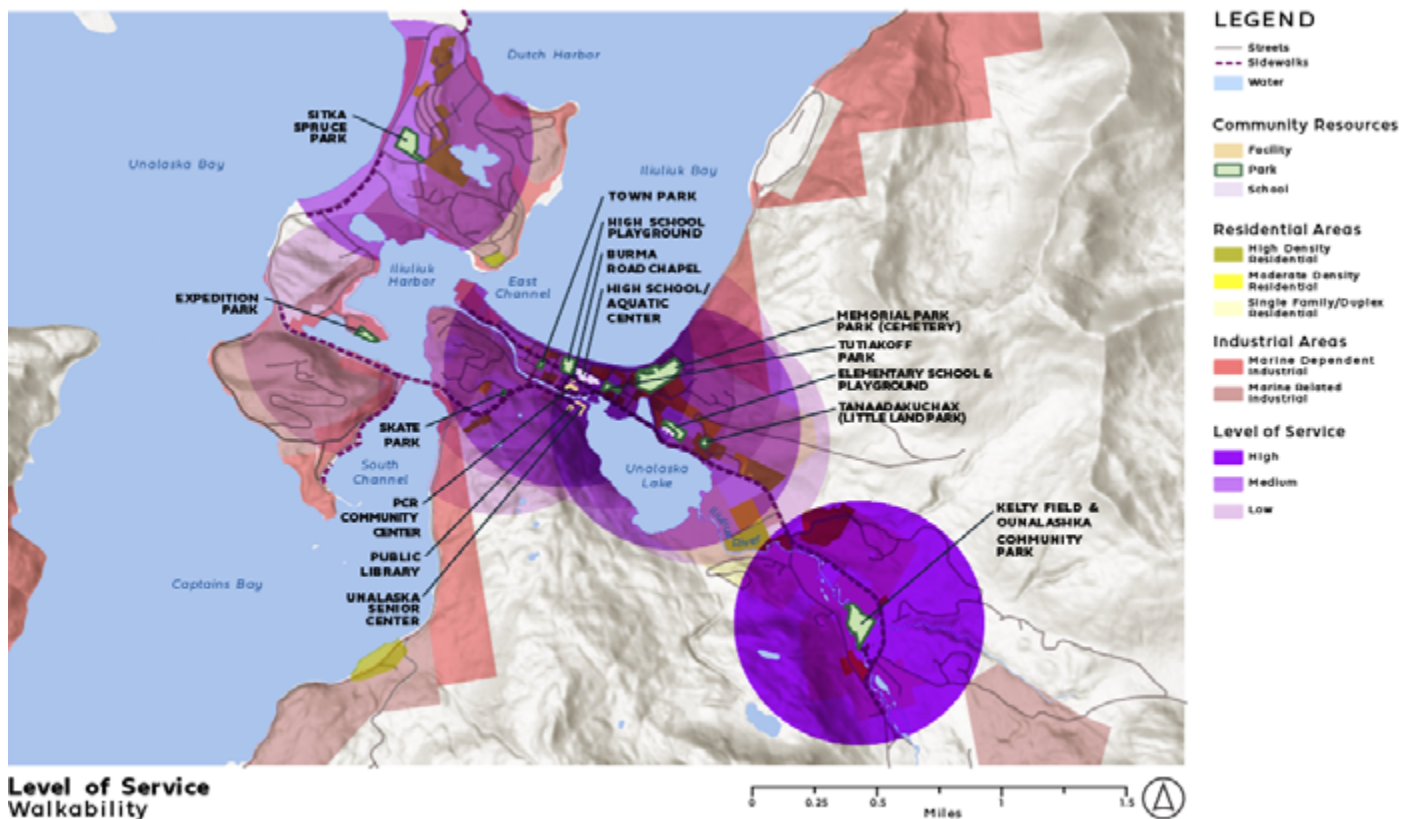 Dutch Harbor
SITKA
SPRUCE
PARK
Unalaska Bay
Iliuliuk Bay
TOWN PARK
HIGH SCHOOL
PLAYGROUND
BURMA
ROAD CHAPEL
HIGH SCHOOL/
AQUATIC
CENTER
Iliuliuk
Harbor
East
Channel
EXPEDITION
PARK
MEMORIAL PARK
PARK (CEMETERY)
TUTIAKOFF
PARK
ELEMENTARY SCHOOL &
PLAYGROUND
TANAADAKUCHAX
(LITTLE LAND PARK)
SKATE
PARK
South
Channel
Unalaska
Lake
PCR
COMMUNITY
CENTER
PUBLIC
LIBRARY
UNALASKA
SENIOR
CENTER
River
KELTY FIELD &
OUNALASHKA
COMMUNITY
PARK
Captains Bay
Level of Service
Walkability
0 0.25 0.5 1 1.5
Miles
LEGEND
Streets
Sidewalks
Water
Community Resources
Facility
Park
School
Residential Areas
High Density
Residential
Moderate Density
Residential
Single Family/Duplex
Residential
Industrial Areas
Marine Dependent
Industrial
Marine Related
Industrial
Level of Service
High
Medium
Low